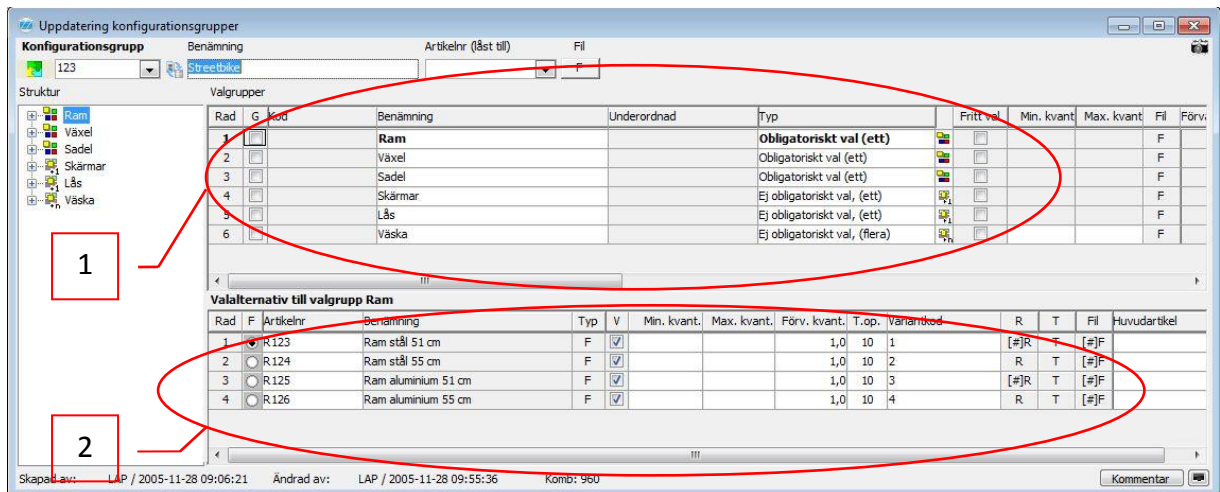 Uppdatering konfigurationsgrupper
Konfigurationsgrupp Benämning Artikelnr (låst till) Fil
123 Streetbike F
Struktur Valgrupper
Ram
Växel
Sadel
Skärmar
Lås
Väska
Rad G Kod Benämning Underordnad Typ Fritt val Min. kvant Max. kvant Fil Förv.
1 Ram Obligatoriskt val (ett) F
2 Växel Obligatoriskt val (ett) F
3 Sadel Obligatoriskt val (ett) F
4 Skärmar Ej obligatoriskt val, (ett) F
5 Lås Ej obligatoriskt val, (ett) F
6 Väska Ej obligatoriskt val, (flera) F
1
Valalternativ till valgrupp Ram
Rad F Artikelnr Benämning Typ V Min. kvant. Max. kvant. Förv. kvant. T.op. Variantkod R T Fil Huvudartikel
1 R123 Ram stål 51 cm F 1,0 10 1 [#]R T [#]F
2 R124 Ram stål 55 cm F 1,0 10 2 R T [#]F
3 R125 Ram aluminium 51 cm F 1,0 10 3 [#]R T [#]F
4 R126 Ram aluminium 55 cm F 1,0 10 4 R T [#]F
2
Skapad av: LAP / 2005-11-28 09:06:21 Ändrad av: LAP / 2005-11-28 09:55:36 Komb: 960 Kommentar